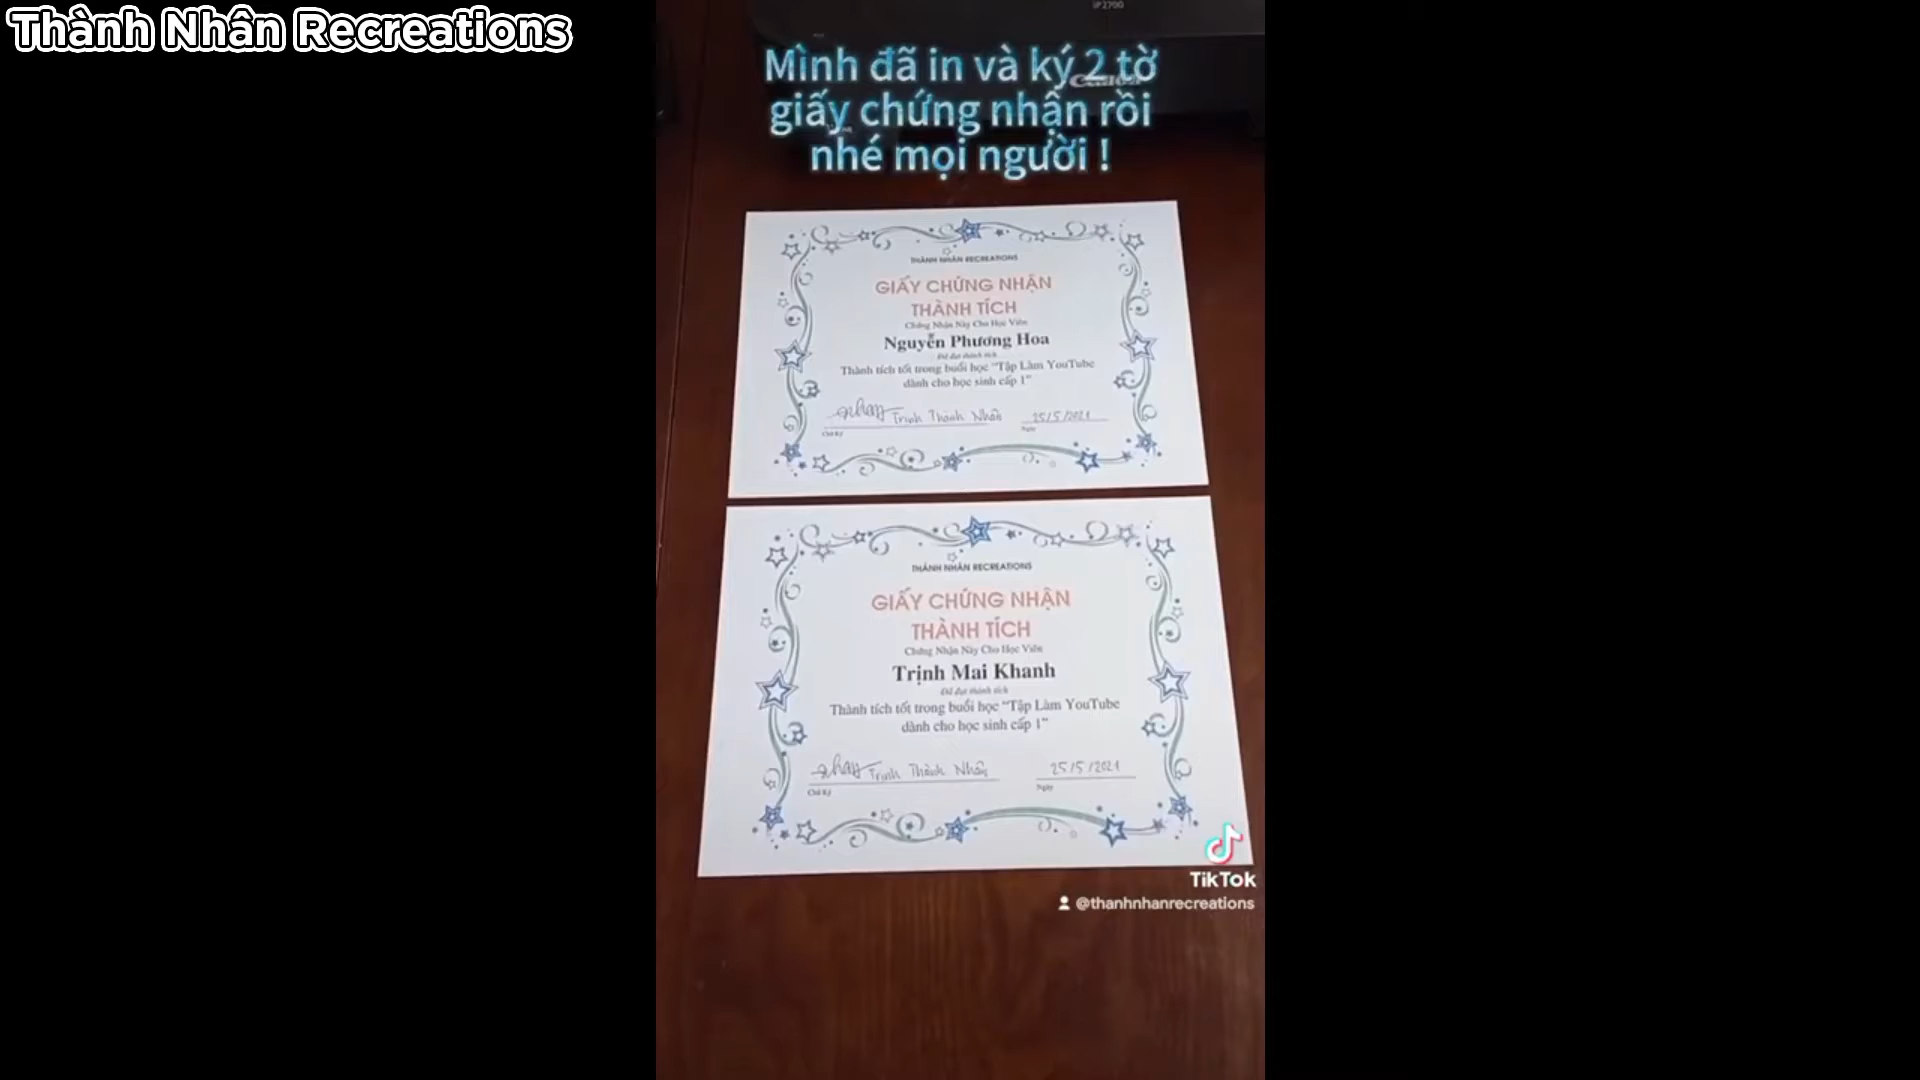 Thành Nhân Recreations
iP2700
Canon
Mình đã in và ký 2 tờ
giấy chứng nhận rồi
nhé mọi người !
THÀNH NHÂN RECREATIONS
GIẤY CHỨNG NHẬN
THÀNH TÍCH
Chứng Nhận Này Cho Học Viên
Nguyễn Phương Hoa
Đã đạt thành tích
Thành tích tốt trong buổi học “Tập Làm YouTube
dành cho học sinh cấp 1”
Trịnh Thành Nhân 25/5/2021
Chữ Ký Ngày
THÀNH NHÂN RECREATIONS
GIẤY CHỨNG NHẬN
THÀNH TÍCH
Chứng Nhận Này Cho Học Viên
Trịnh Mai Khanh
Đã đạt thành tích
Thành tích tốt trong buổi học “Tập Làm YouTube
dành cho học sinh cấp 1”
Trịnh Thành Nhân 25/5/2021
Chữ Ký Ngày
TikTok
@thanhnhanrecreations